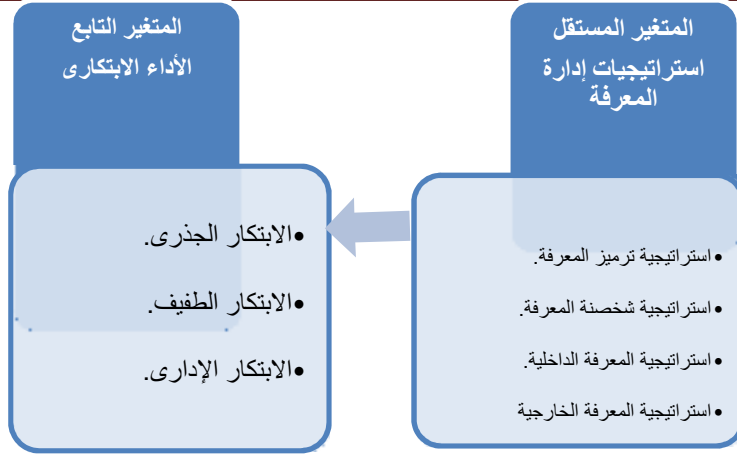 المتغير المستقل
استراتيجيات إدارة
المعرفة
•استراتيجية ترميز المعرفة.
•استراتيجية شخصنة المعرفة.
•استراتيجية المعرفة الداخلية.
•استراتيجية المعرفة الخارجية
المتغير التابع
الأداء الابتكارى
•الابتكار الجذرى.
•الابتكار الطفيف.
•الابتكار الإدارى.